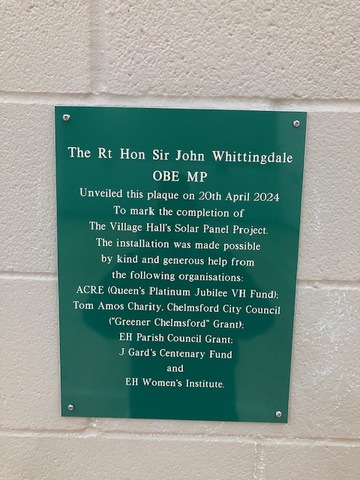 The Rt Hon Sir John Whittingdale
OBE MP
Unveiled this plaque on 20th April 2024
To mark the completion of
The Village Hall's Solar Panel Project.
The installation was made possible
by kind and generous help from
the following organisations:
ACRE (Queen's Platinum Jubilee VH Fund);
Tom Amos Charity, Chelmsford City Council
("Greener Chelmsford" Grant);
EH Parish Council Grant;
J Gard's Centenary Fund
and
EH Women's Institute.